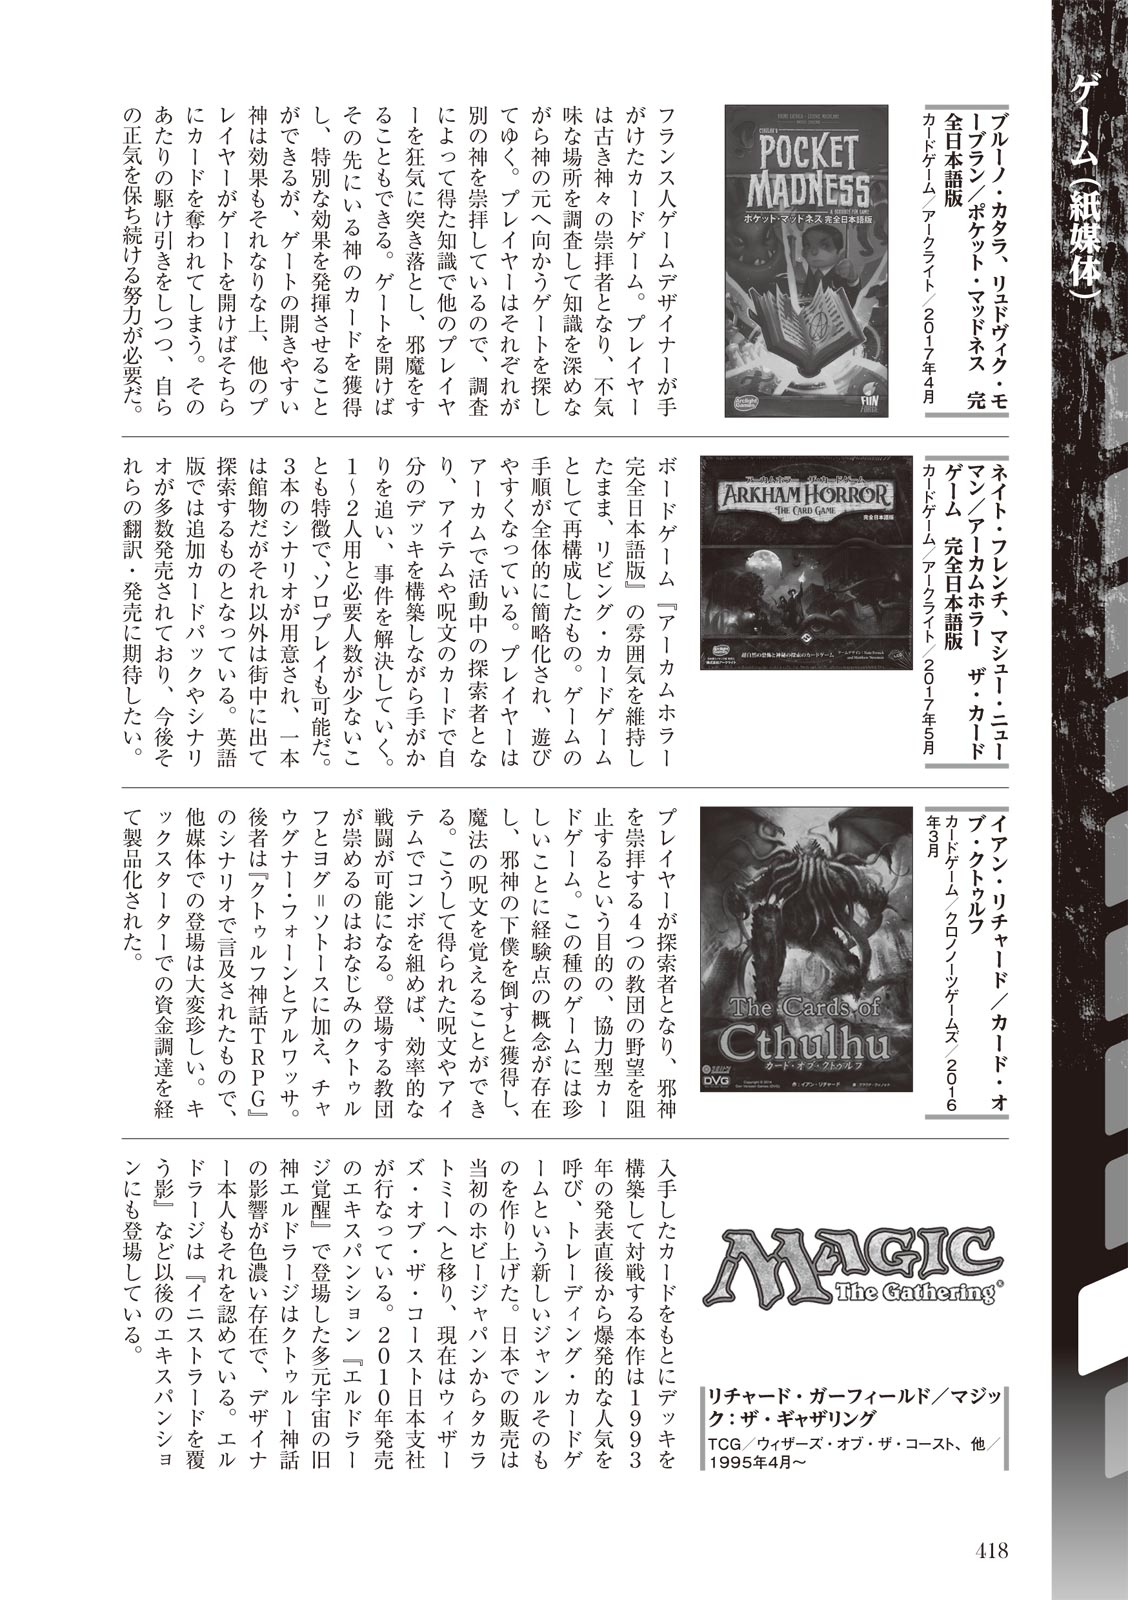 ゲーム(紙媒体)
ブルーノ・カタラ、リュドヴィク・モ
ーブラン／ポケット・マッドネス　完
全日本語版
カードゲーム／アークライト／2017年4月
POCKET
MADNESS
ポケット・マッドネス 完全日本語版
Arclight Games
FUN FORGE
フランス人ゲームデザイナーが手
がけたカードゲーム。プレイヤー
は古き神々の崇拝者となり、不気
味な場所を調査して知識を深めな
がら神の元へ向かうゲートを探し
てゆく。プレイヤーはそれぞれが
別の神を崇拝しているので、調査
によって得た知識で他のプレイヤ
ーを狂気に突き落とし、邪魔をす
ることもできる。ゲートを開けば
その先にいる神のカードを獲得
し、特別な効果を発揮させること
ができるが、ゲートの開きやすい
神は効果もそれなりな上、他のプ
レイヤーがゲートを開けばそちら
にカードを奪われてしまう。その
あたりの駆け引きをしつつ、自ら
の正気を保ち続ける努力が必要だ。
ネイト・フレンチ、マシュー・ニュー
マン／アーカムホラー　ザ・カード
ゲーム　完全日本語版
カードゲーム／アークライト／2017年5月
アーカムホラー ザ・カードゲーム
ARKHAM HORROR
THE CARD GAME
完全日本語版
超自然の恐怖と神秘の探索のカードゲーム
ボードゲーム『アーカムホラー
完全日本語版』の雰囲気を維持し
たまま、リビング・カードゲーム
として再構成したもの。ゲームの
手順が全体的に簡略化され、遊び
やすくなっている。プレイヤーは
アーカムで活動中の探索者とな
り、アイテムや呪文のカードで自
分のデッキを構築しながら手がか
りを追い、事件を解決していく。
1～2人用と必要人数が少ないこ
とも特徴で、ソロプレイも可能だ。
3本のシナリオが用意され、一本
は館物だがそれ以外は街中に出て
探索するものとなっている。英語
版では追加カードパックやシナリ
オが多数発売されており、今後そ
れらの翻訳・発売に期待したい。
イアン・リチャード／カード・オ
ブ・クトゥルフ
カードゲーム／クロノノーツゲームズ／2016
年3月
The Cards of
Cthulhu
カード・オブ・クトゥルフ
DVG
プレイヤーが探索者となり、邪神
を崇拝する4つの教団の野望を阻
止するという目的の、協力型カー
ドゲーム。この種のゲームには珍
しいことに経験点の概念が存在
し、邪神の下僕を倒すと獲得し、
魔法の呪文を覚えることができ
る。こうして得られた呪文やアイ
テムでコンボを組めば、効率的な
戦闘が可能になる。登場する教団
が崇めるのはおなじみのクトゥル
フとヨグ＝ソトースに加え、チャ
ウグナー・フォーンとアルワッサ。
後者は『クトゥルフ神話TRPG』
のシナリオで言及されたもので、
他媒体での登場は大変珍しい。キ
ックスターターでの資金調達を経
て製品化された。
MAGIC
The Gathering®
リチャード・ガーフィールド／マジッ
ク：ザ・ギャザリング
TCG／ウィザーズ・オブ・ザ・コースト、他／
1995年4月～
入手したカードをもとにデッキを
構築して対戦する本作は1993
年の発表直後から爆発的な人気を
呼び、トレーディング・カードゲ
ームという新しいジャンルそのも
のを作り上げた。日本での販売は
当初のホビージャパンからタカラ
トミーへと移り、現在はウィザー
ズ・オブ・ザ・コースト日本支社
が行なっている。2010年発売
のエキスパンション『エルドラー
ジ覚醒』で登場した多元宇宙の旧
神エルドラージはクトゥルー神話
の影響が色濃い存在で、デザイナ
ー本人もそれを認めている。エル
ドラージは『イニストラードを覆
う影』など以後のエキスパンショ
ンにも登場している。
418